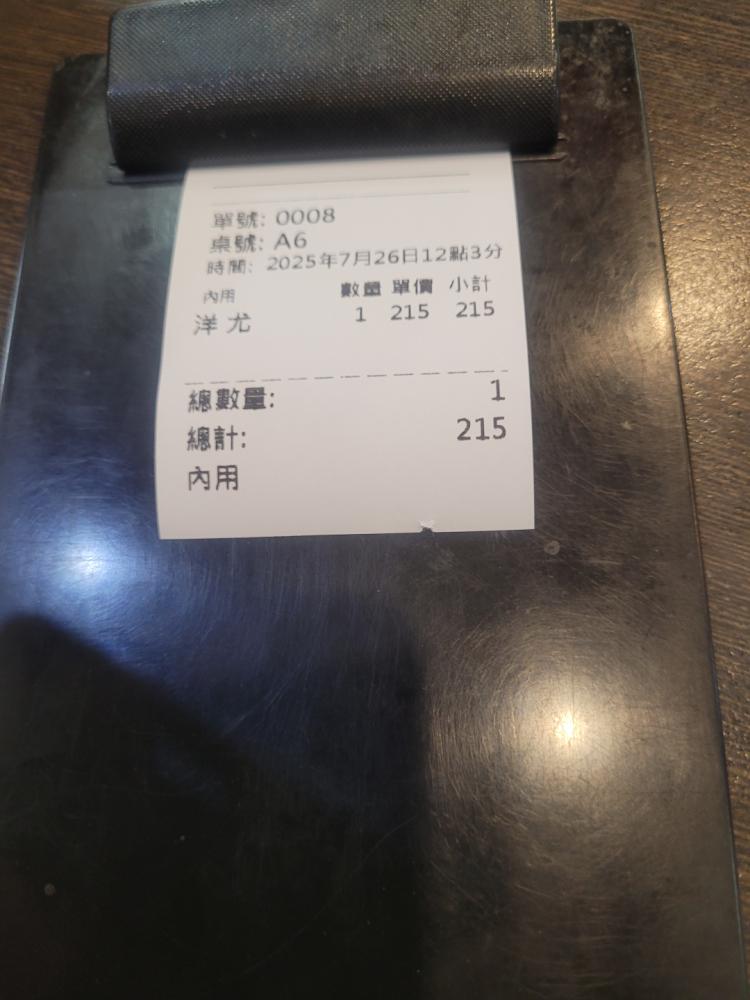 單號: 0008
桌號: A6
時間: 2025年7月26日12點3分
內用 數量 單價 小計
洋尤 1 215 215
總數量: 1
總計: 215
內用